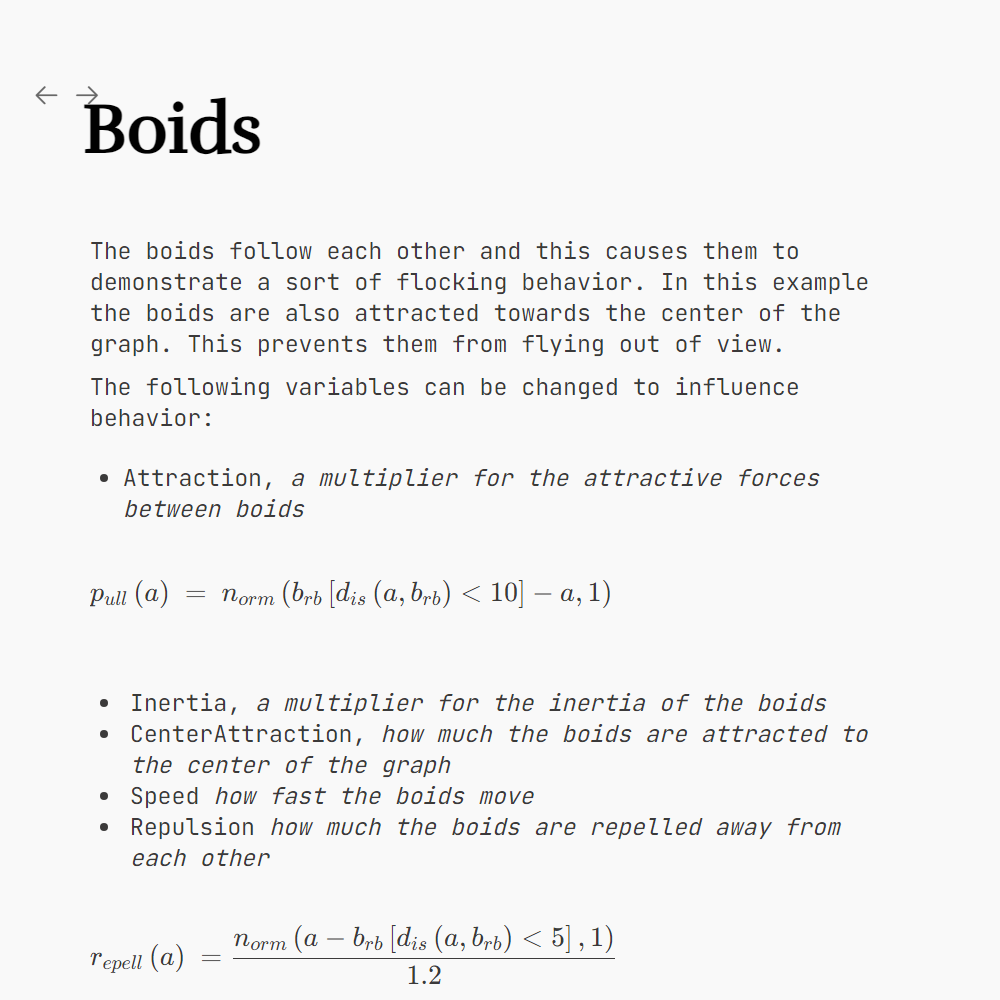 ← →
Boids
The boids follow each other and this causes them to
demonstrate a sort of flocking behavior. In this example
the boids are also attracted towards the center of the
graph. This prevents them from flying out of view.
The following variables can be changed to influence
behavior:
• Attraction, a multiplier for the attractive forces
between boids
p_{ull} (a) = n_{orm} (b_{rb} [d_{is} (a, b_{rb}) < 10] − a, 1)
• Inertia, a multiplier for the inertia of the boids
• CenterAttraction, how much the boids are attracted to
the center of the graph
• Speed how fast the boids move
• Repulsion how much the boids are repelled away from
each other
r_{epell} (a) = \frac{n_{orm} (a − b_{rb} [d_{is} (a, b_{rb}) < 5] , 1)}{1.2}